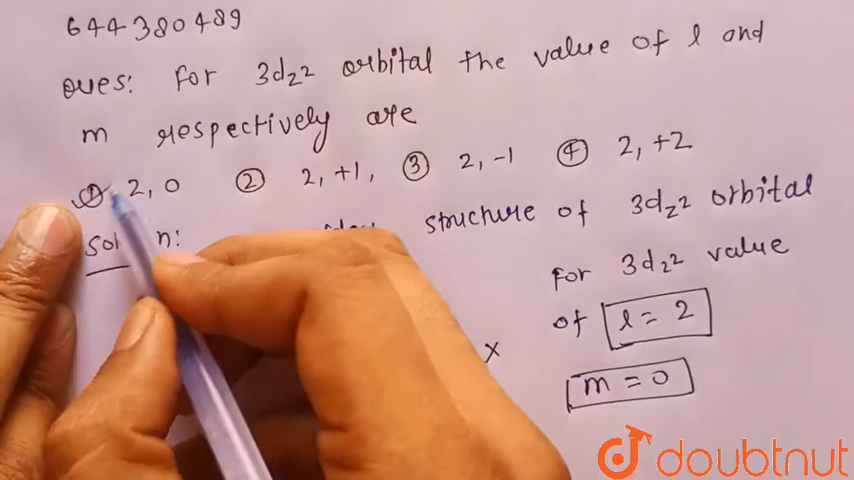 644380489
Ques: For 3dz² orbital the value of l and
m respectively are
① 2, 0 ② 2, +1, ③ 2, -1 ④ 2, +2
structure of 3dz² orbital
For 3dz² value
of l = 2
x
m = 0
doubtnut